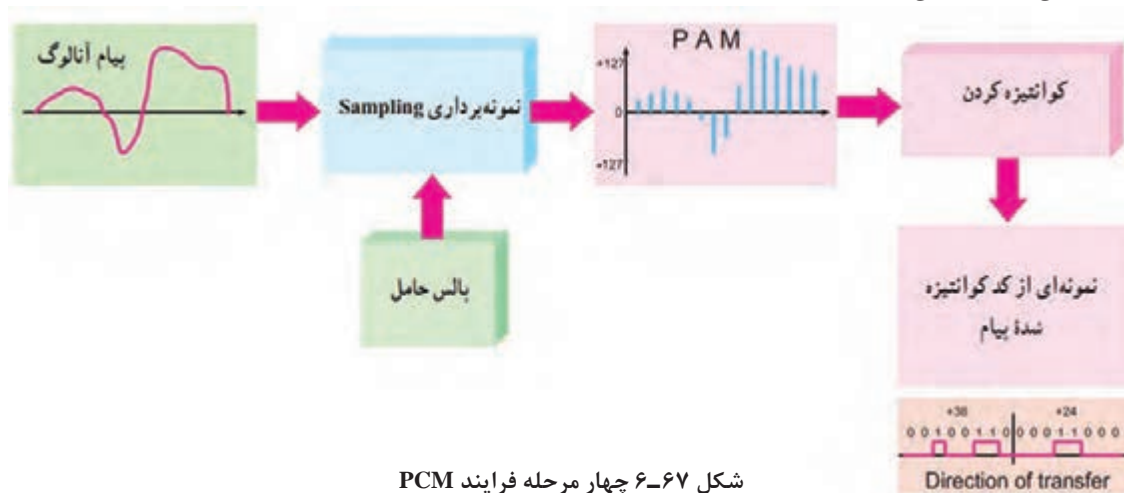 پیام آنالوگ
نمونه‌برداری Sampling
پالس حامل
PAM
+127
0
+127
کوانتیزه کردن
نمونه‌ای از کد کوانتیزه
شدهٔ پیام
+38 +24
0 0 1 0 0 1 1 0 0 0 0 1 1 0 0 0
Direction of transfer
شکل ۶۷–۶ چهار مرحله فرایند PCM